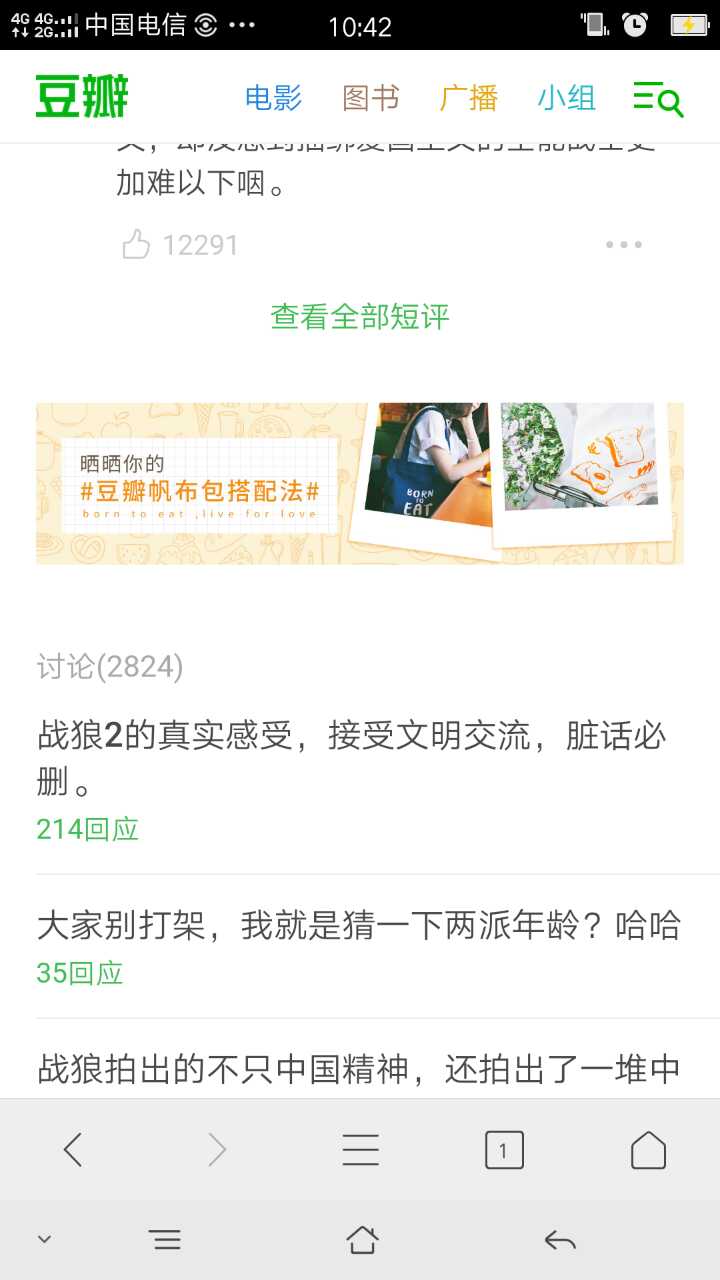 4G 4G 2G 中国电信 10:42
豆瓣 电影 图书 广播 小组
加难以下咽。
12291
查看全部短评
晒晒你的
#豆瓣帆布包搭配法#
born to eat ,live for love
BORN
TO
EAT
讨论(2824)
战狼2的真实感受，接受文明交流，脏话必
删。
214回应
大家别打架，我就是猜一下两派年龄？哈哈
35回应
战狼拍出的不只中国精神，还拍出了一堆中
1